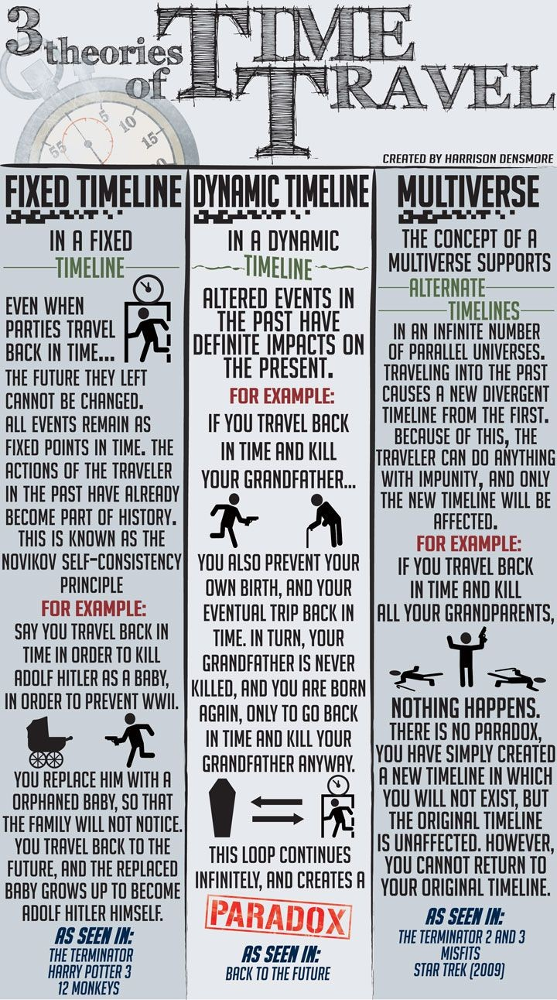 3 theories of TIME TRAVEL
55
5
10
15
CREATED BY HARRISON DENSMORE
FIXED TIMELINE
IN A FIXED
TIMELINE
EVEN WHEN
PARTIES TRAVEL
BACK IN TIME...
THE FUTURE THEY LEFT
CANNOT BE CHANGED.
ALL EVENTS REMAIN AS
FIXED POINTS IN TIME. THE
ACTIONS OF THE TRAVELER
IN THE PAST HAVE ALREADY
BECOME PART OF HISTORY.
THIS IS KNOWN AS THE
NOVIKOV SELF-CONSISTENCY
PRINCIPLE
FOR EXAMPLE:
SAY YOU TRAVEL BACK IN
TIME IN ORDER TO KILL
ADOLF HITLER AS A BABY,
IN ORDER TO PREVENT WWII.
YOU REPLACE HIM WITH A
ORPHANED BABY, SO THAT
THE FAMILY WILL NOT NOTICE.
YOU TRAVEL BACK TO THE
FUTURE, AND THE REPLACED
BABY GROWS UP TO BECOME
ADOLF HITLER HIMSELF.
AS SEEN IN:
THE TERMINATOR
HARRY POTTER 3
12 MONKEYS
DYNAMIC TIMELINE
IN A DYNAMIC
TIMELINE
ALTERED EVENTS IN
THE PAST HAVE
DEFINITE IMPACTS ON
THE PRESENT.
FOR EXAMPLE:
IF YOU TRAVEL BACK
IN TIME AND KILL
YOUR GRANDFATHER...
YOU ALSO PREVENT YOUR
OWN BIRTH, AND YOUR
EVENTUAL TRIP BACK IN
TIME. IN TURN, YOUR
GRANDFATHER IS NEVER
KILLED, AND YOU ARE BORN
AGAIN, ONLY TO GO BACK
IN TIME AND KILL YOUR
GRANDFATHER ANYWAY.
THIS LOOP CONTINUES
INFINITELY, AND CREATES A
PARADOX
AS SEEN IN:
BACK TO THE FUTURE
MULTIVERSE
THE CONCEPT OF A
MULTIVERSE SUPPORTS
ALTERNATE
TIMELINES
IN AN INFINITE NUMBER
OF PARALLEL UNIVERSES.
TRAVELING INTO THE PAST
CAUSES A NEW DIVERGENT
TIMELINE FROM THE FIRST.
BECAUSE OF THIS, THE
TRAVELER CAN DO ANYTHING
WITH IMPUNITY, AND ONLY
THE NEW TIMELINE WILL BE
AFFECTED.
FOR EXAMPLE:
IF YOU TRAVEL BACK
IN TIME AND KILL
ALL YOUR GRANDPARENTS,
NOTHING HAPPENS.
THERE IS NO PARADOX,
YOU HAVE SIMPLY CREATED
A NEW TIMELINE IN WHICH
YOU WILL NOT EXIST, BUT
THE ORIGINAL TIMELINE
IS UNAFFECTED. HOWEVER,
YOU CANNOT RETURN TO
YOUR ORIGINAL TIMELINE.
AS SEEN IN:
THE TERMINATOR 2 AND 3
MISFITS
STAR TREK (2009)